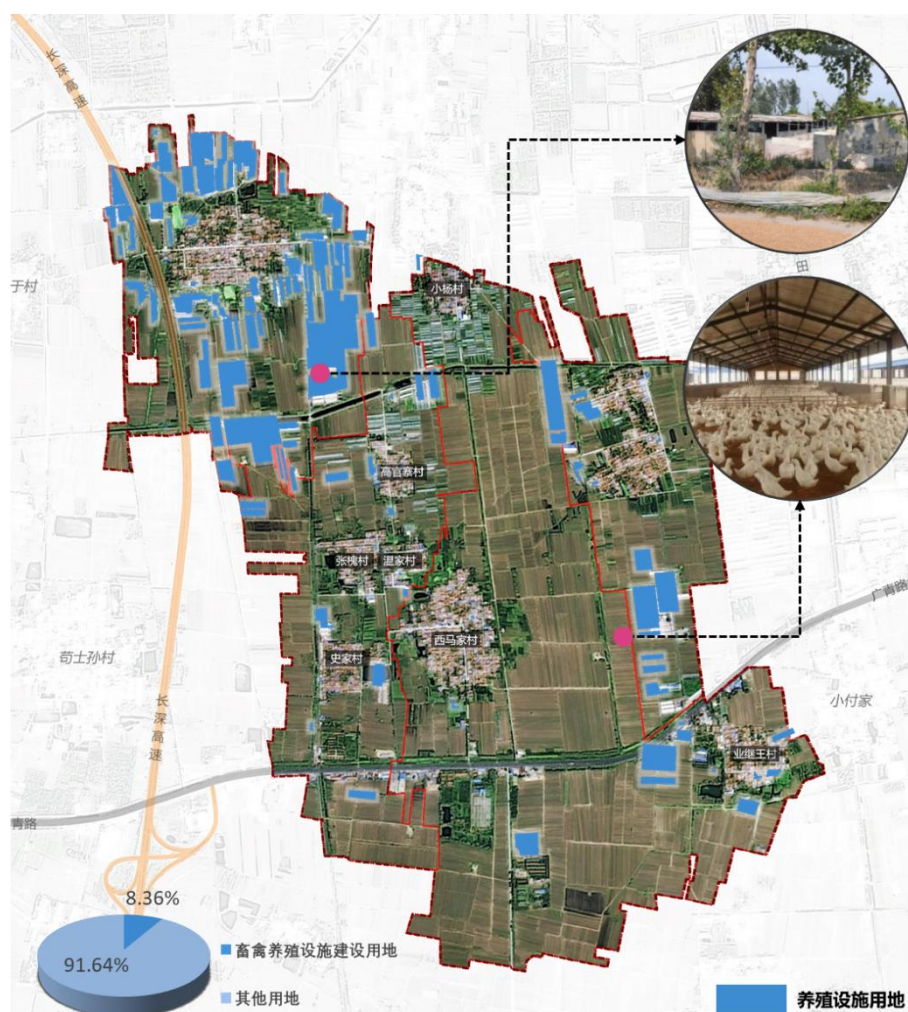 长深高速
田
于村
小杨村
高官寨村
张槐村
温家村
广青路
西马家村
苟士孙村
史家村
小付家
长深高速
业继王村
青路
8.36%
91.64%
畜禽养殖设施建设用地
其他用地
养殖设施用地